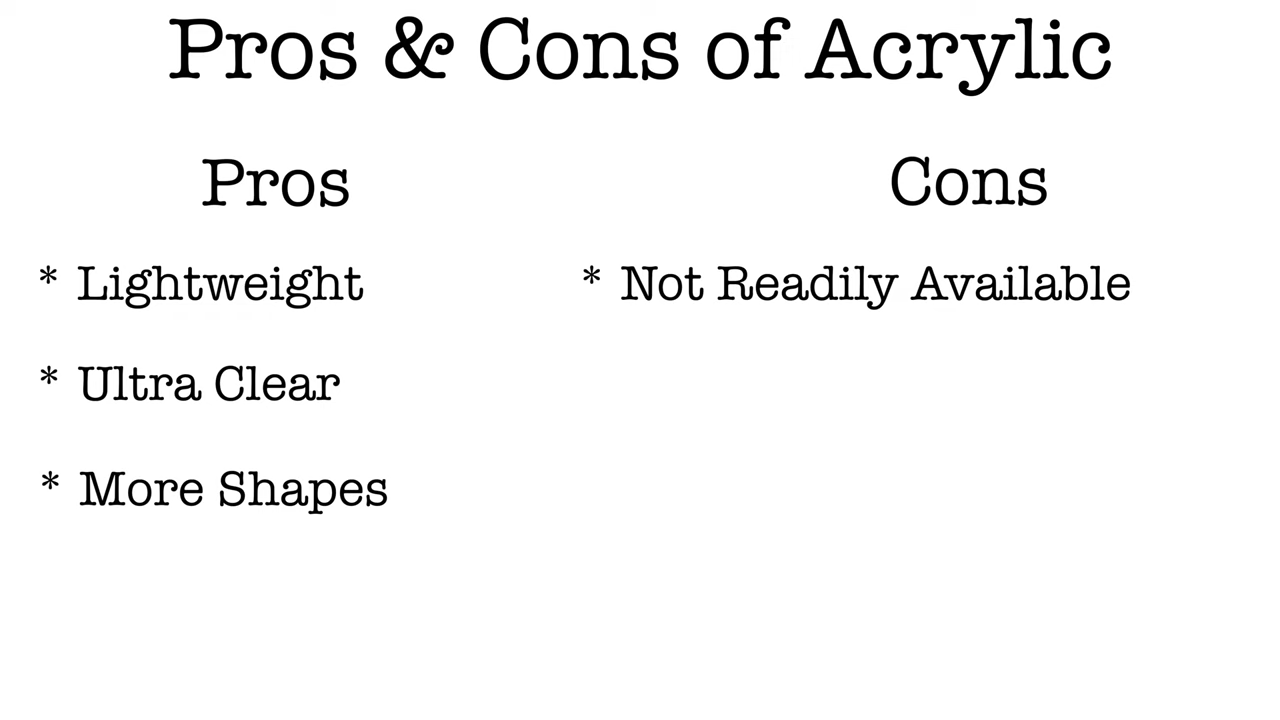 Pros & Cons of Acrylic
Pros
* Lightweight
* Ultra Clear
* More Shapes
Cons
* Not Readily Available